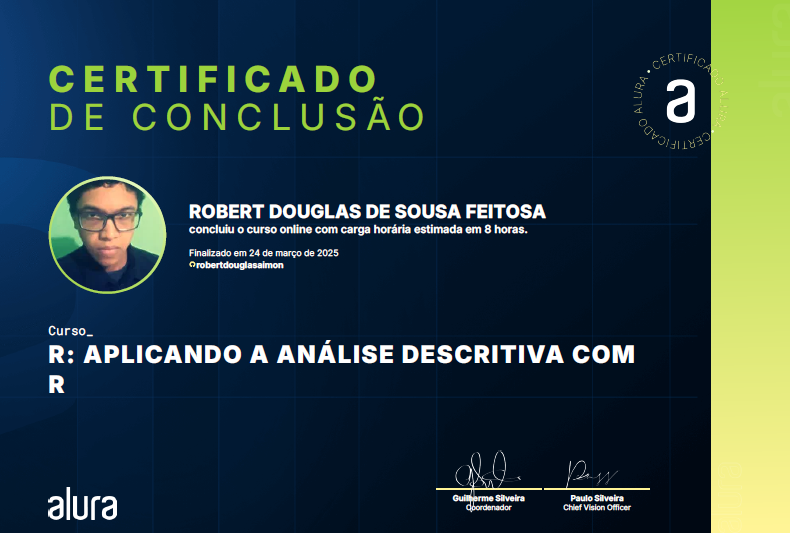 CERTIFICADO
DE CONCLUSÃO
CERTIFICADO ALURA • CERTIFICADO ALURA •
a
ROBERT DOUGLAS DE SOUSA FEITOSA
concluiu o curso online com carga horária estimada em 8 horas.
Finalizado em 24 de março de 2025
robertdouglasaimon
Curso_
R: APLICANDO A ANÁLISE DESCRITIVA COM
R
Guilherme Silveira
Coordenador
Paulo Silveira
Chief Vision Officer
alura